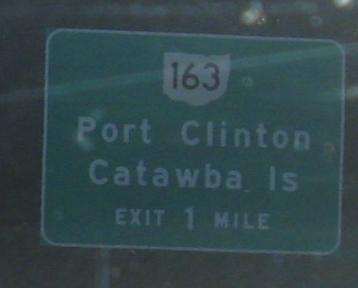 163
Port Clinton
Catawba Is
EXIT 1 MILE